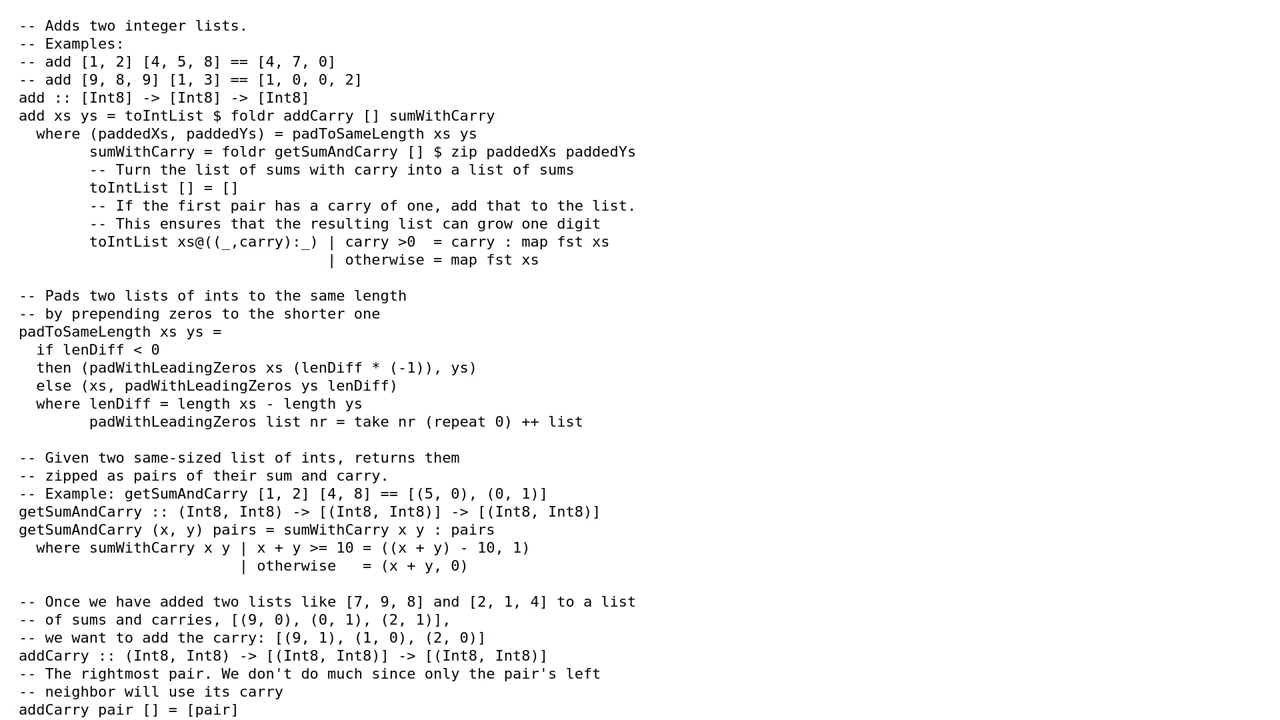 -- Adds two integer lists.
-- Examples:
-- add [1, 2] [4, 5, 8] == [4, 7, 0]
-- add [9, 8, 9] [1, 3] == [1, 0, 0, 2]
add :: [Int8] -> [Int8] -> [Int8]
add xs ys = toIntList $ foldr addCarry [] sumWithCarry
  where (paddedXs, paddedYs) = padToSameLength xs ys
        sumWithCarry = foldr getSumAndCarry [] $ zip paddedXs paddedYs
        -- Turn the list of sums with carry into a list of sums
        toIntList [] = []
        -- If the first pair has a carry of one, add that to the list.
        -- This ensures that the resulting list can grow one digit
        toIntList xs@((_,carry):_) | carry >0  = carry : map fst xs
                                   | otherwise = map fst xs

-- Pads two lists of ints to the same length
-- by prepending zeros to the shorter one
padToSameLength xs ys =
  if lenDiff < 0
  then (padWithLeadingZeros xs (lenDiff * (-1)), ys)
  else (xs, padWithLeadingZeros ys lenDiff)
  where lenDiff = length xs - length ys
        padWithLeadingZeros list nr = take nr (repeat 0) ++ list

-- Given two same-sized list of ints, returns them
-- zipped as pairs of their sum and carry.
-- Example: getSumAndCarry [1, 2] [4, 8] == [(5, 0), (0, 1)]
getSumAndCarry :: (Int8, Int8) -> [(Int8, Int8)] -> [(Int8, Int8)]
getSumAndCarry (x, y) pairs = sumWithCarry x y : pairs
  where sumWithCarry x y | x + y >= 10 = ((x + y) - 10, 1)
                         | otherwise   = (x + y, 0)

-- Once we have added two lists like [7, 9, 8] and [2, 1, 4] to a list
-- of sums and carries, [(9, 0), (0, 1), (2, 1)],
-- we want to add the carry: [(9, 1), (1, 0), (2, 0)]
addCarry :: (Int8, Int8) -> [(Int8, Int8)] -> [(Int8, Int8)]
-- The rightmost pair. We don't do much since only the pair's left
-- neighbor will use its carry
addCarry pair [] = [pair]